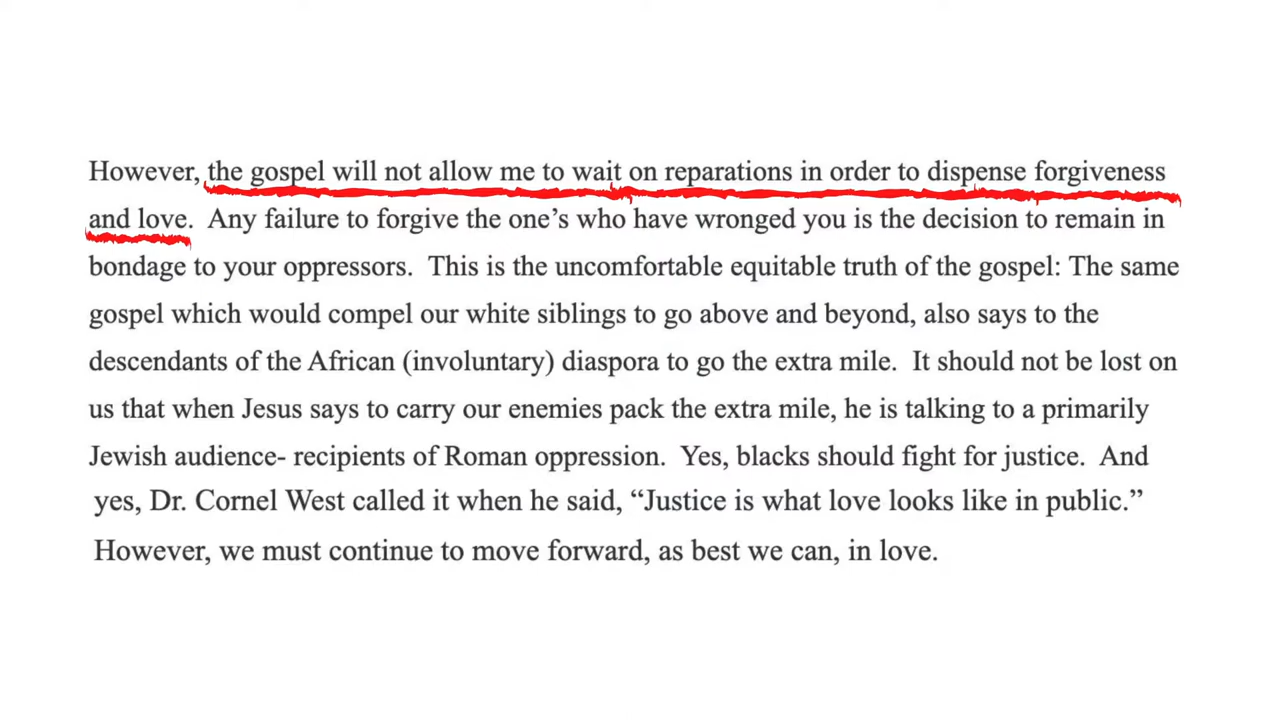 However, the gospel will not allow me to wait on reparations in order to dispense forgiveness
and love.  Any failure to forgive the one’s who have wronged you is the decision to remain in
bondage to your oppressors.  This is the uncomfortable equitable truth of the gospel: The same
gospel which would compel our white siblings to go above and beyond, also says to the
descendants of the African (involuntary) diaspora to go the extra mile.  It should not be lost on
us that when Jesus says to carry our enemies pack the extra mile, he is talking to a primarily
Jewish audience- recipients of Roman oppression.  Yes, blacks should fight for justice.  And
yes, Dr. Cornel West called it when he said, “Justice is what love looks like in public.”
However, we must continue to move forward, as best we can, in love.